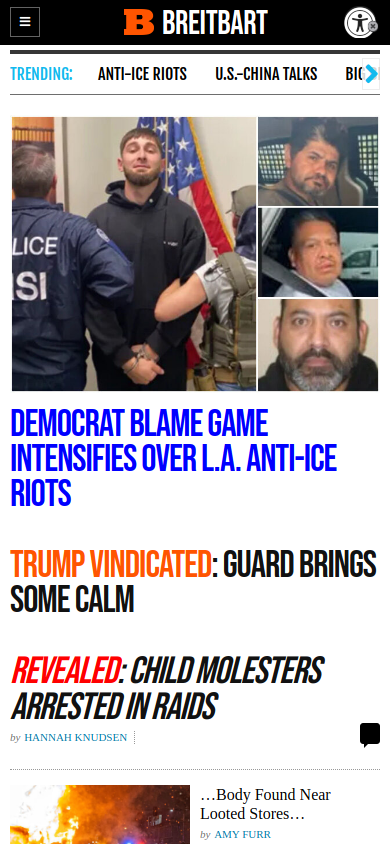 B BREITBART
TRENDING: ANTI-ICE RIOTS U.S.-CHINA TALKS
LICE
SI
DEMOCRAT BLAME GAME
INTENSIFIES OVER L.A. ANTI-ICE
RIOTS
TRUMP VINDICATED: GUARD BRINGS
SOME CALM
REVEALED: CHILD MOLESTERS
ARRESTED IN RAIDS
by HANNAH KNUDSEN
…Body Found Near
Looted Stores…
by AMY FURR